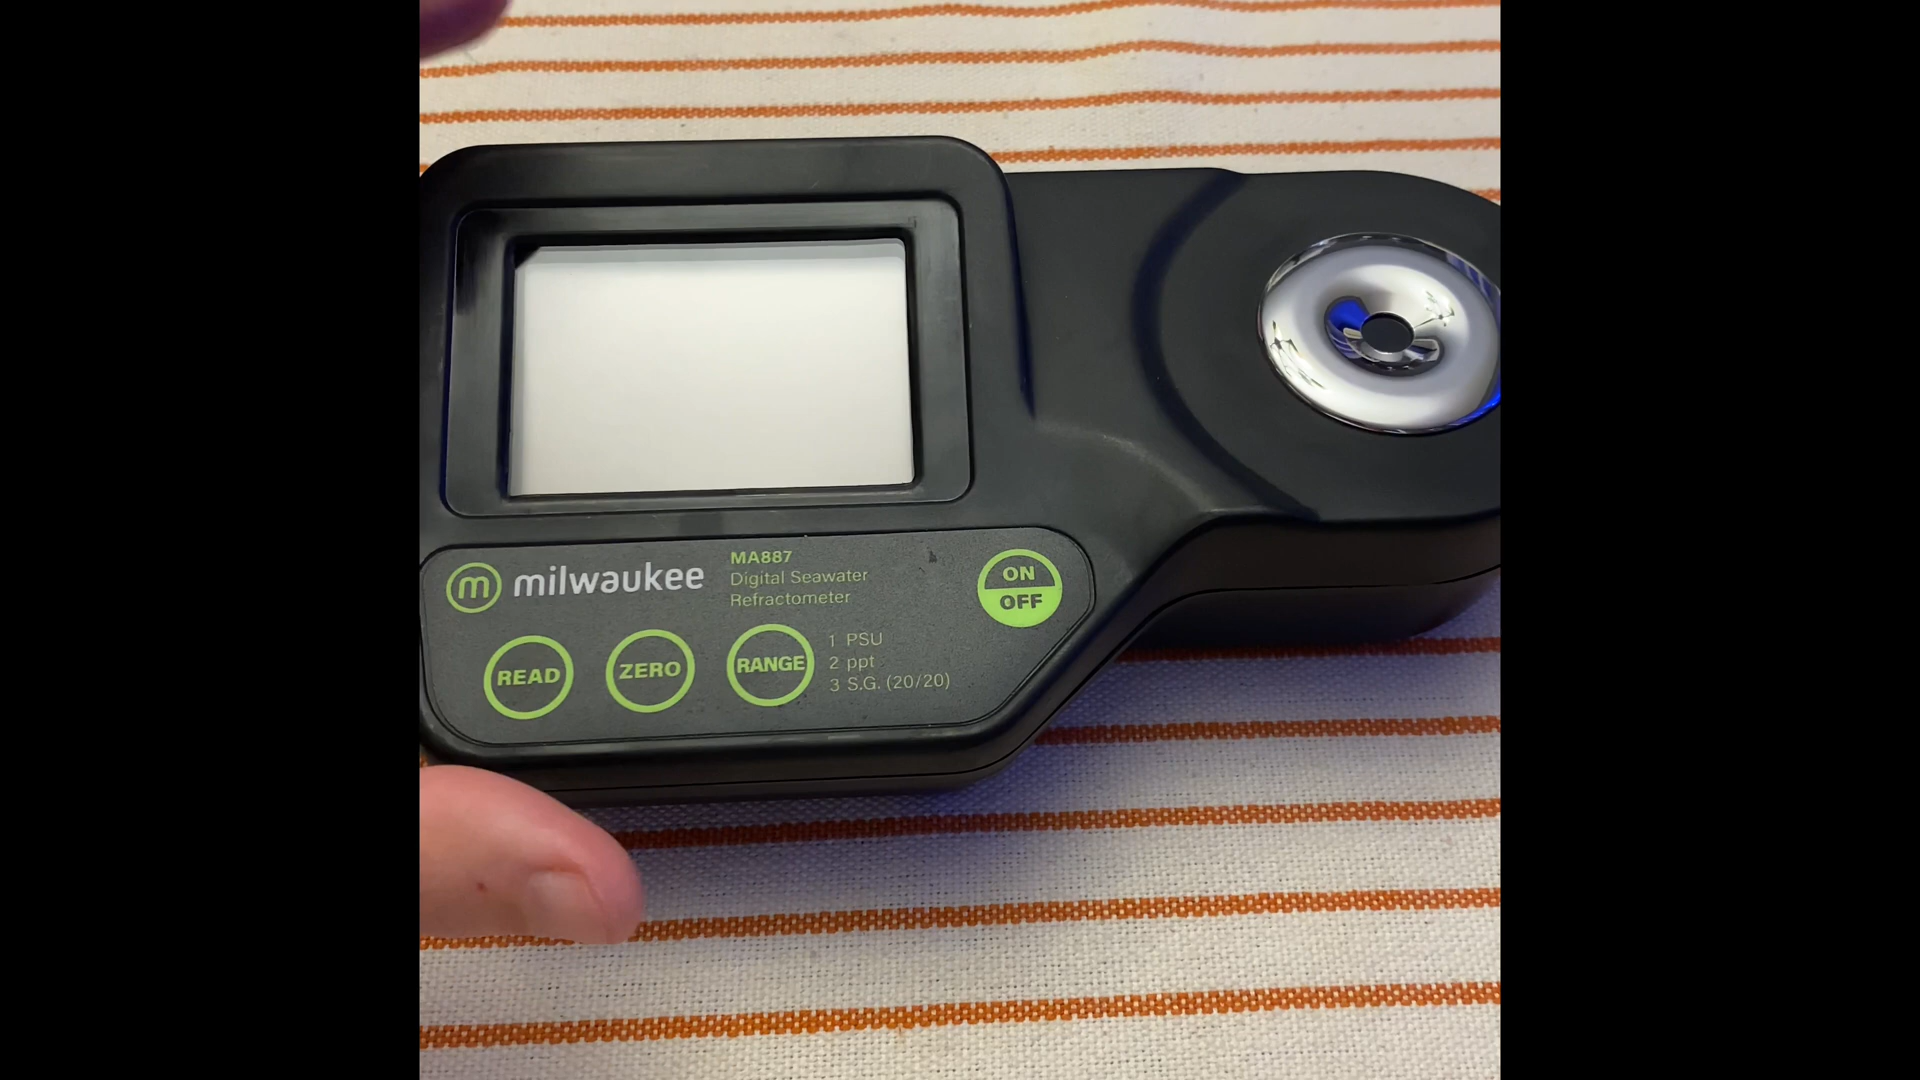 m milwaukee
MA887
Digital Seawater
Refractometer
ON
OFF
READ
ZERO
RANGE
1 PSU
2 ppt
3 S.G. (20/20)